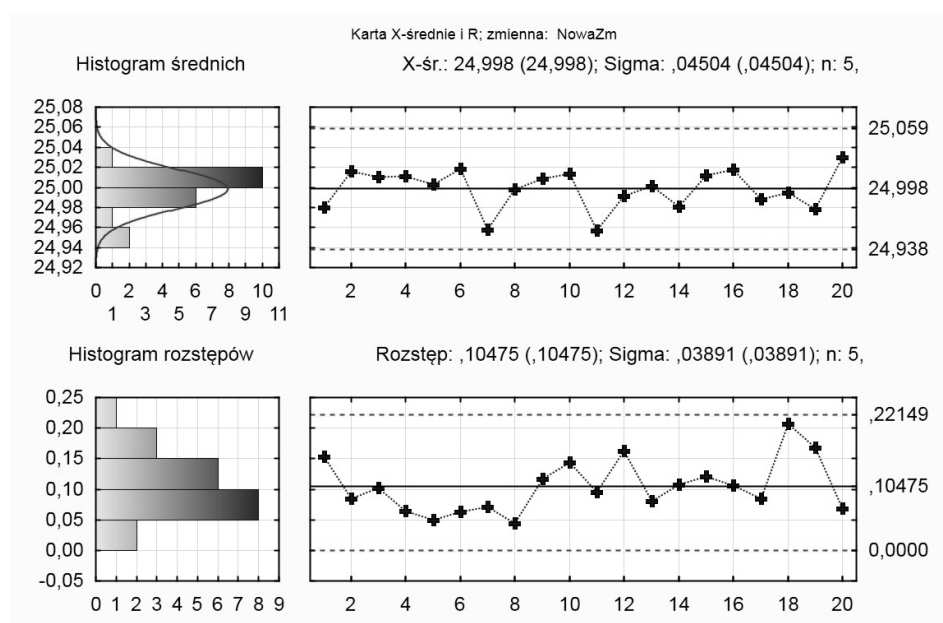 Karta X-średnie i R; zmienna: NowaZm
Histogram średnich
X-śr.: 24,998 (24,998); Sigma: ,04504 (,04504); n: 5,
25,08
25,06
25,04
25,02
25,00
24,98
24,96
24,94
24,92
0 2 4 6 8 10
1 3 5 7 9 11
25,059
24,998
24,938
2 4 6 8 10 12 14 16 18 20
Histogram rozstępów
Rozstęp: ,10475 (,10475); Sigma: ,03891 (,03891); n: 5,
0,25
0,20
0,15
0,10
0,05
0,00
-0,05
0 1 2 3 4 5 6 7 8 9
,22149
,10475
0,0000
2 4 6 8 10 12 14 16 18 20